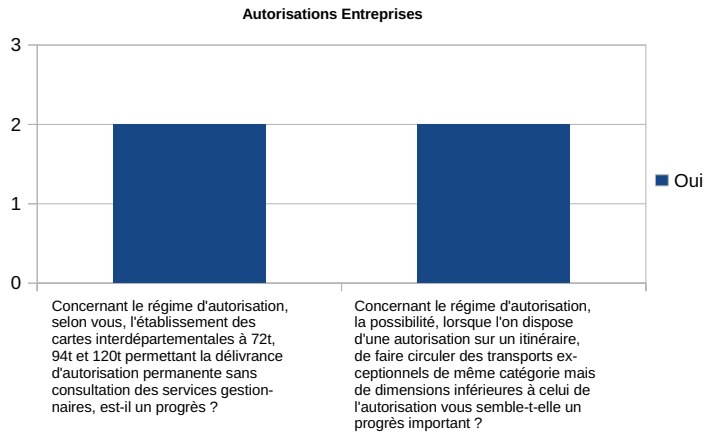 Autorisations Entreprises
3
2
1
0
Oui
Concernant le régime d'autorisation,
selon vous, l'établissement des
cartes interdépartementales à 72t,
94t et 120t permettant la délivrance
d'autorisation permanente sans
consultation des services gestion-
naires, est-il un progrès ?
Concernant le régime d'autorisation,
la possibilité, lorsque l'on dispose
d'une autorisation sur un itinéraire,
de faire circuler des transports ex-
ceptionnels de même catégorie mais
de dimensions inférieures à celui de
l'autorisation vous semble-t-elle un
progrès important ?